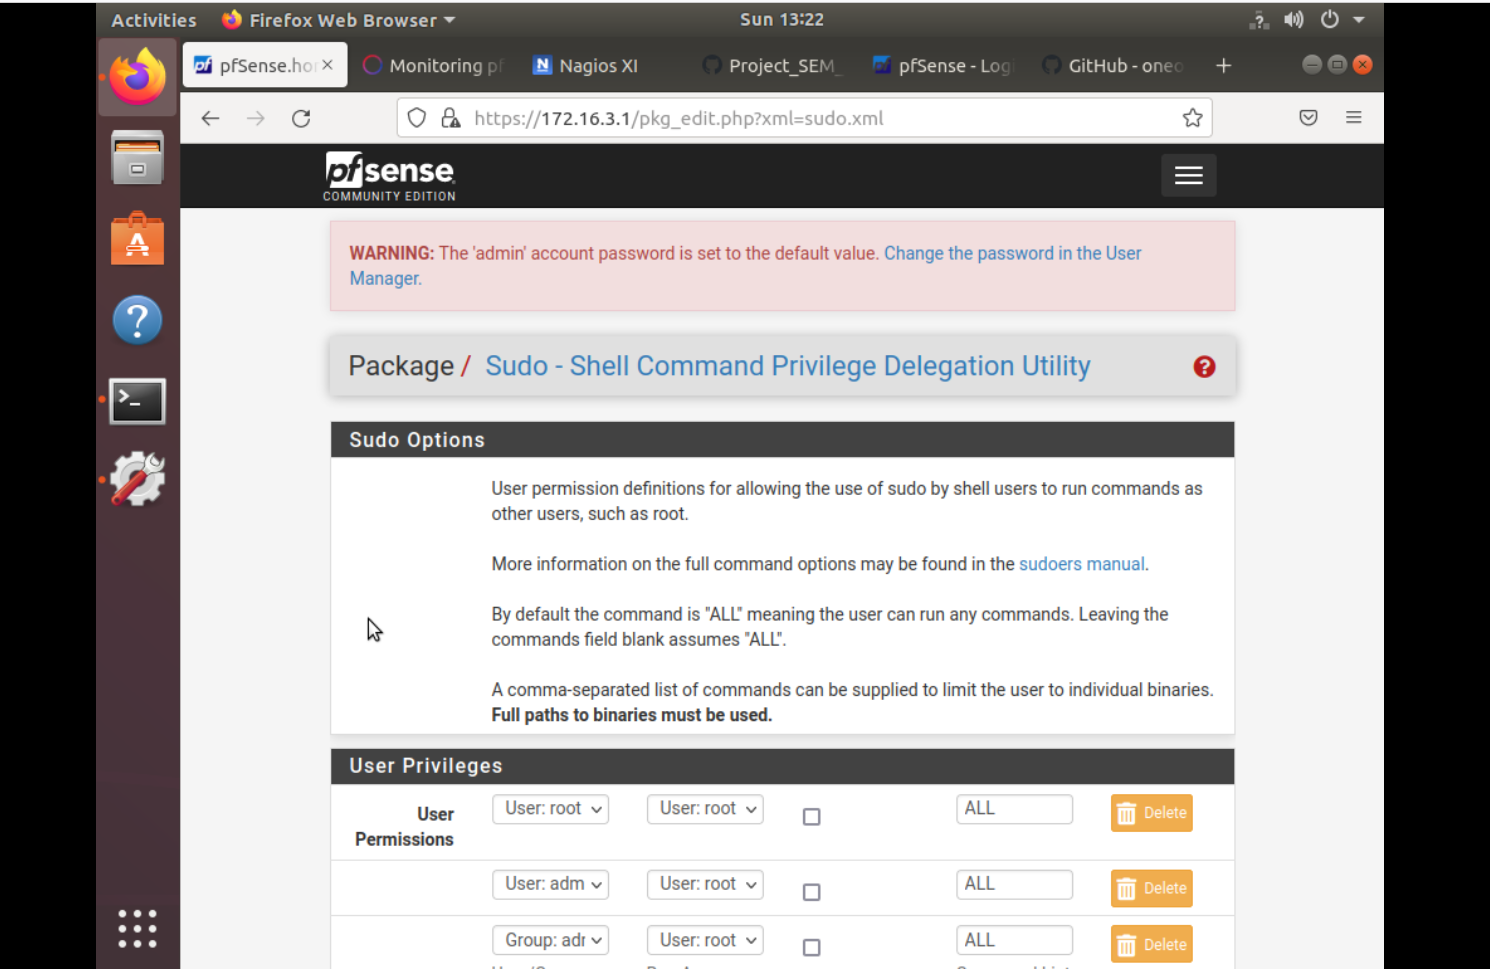 Activities
Firefox Web Browser
Sun 13:22
pfSense.hor
Monitoring pf
Nagios XI
Project_SEM_
pfSense - Logi
GitHub - oneo
https://172.16.3.1/pkg_edit.php?xml=sudo.xml
pfsense
COMMUNITY EDITION
WARNING: The 'admin' account password is set to the default value. Change the password in the User
Manager.
Package / Sudo - Shell Command Privilege Delegation Utility
Sudo Options
User permission definitions for allowing the use of sudo by shell users to run commands as
other users, such as root.
More information on the full command options may be found in the sudoers manual.
By default the command is "ALL" meaning the user can run any commands. Leaving the
commands field blank assumes "ALL".
A comma-separated list of commands can be supplied to limit the user to individual binaries.
Full paths to binaries must be used.
User Privileges
User
Permissions
User: root User: root ALL Delete
User: adm User: root ALL Delete
Group: adr User: root ALL Delete